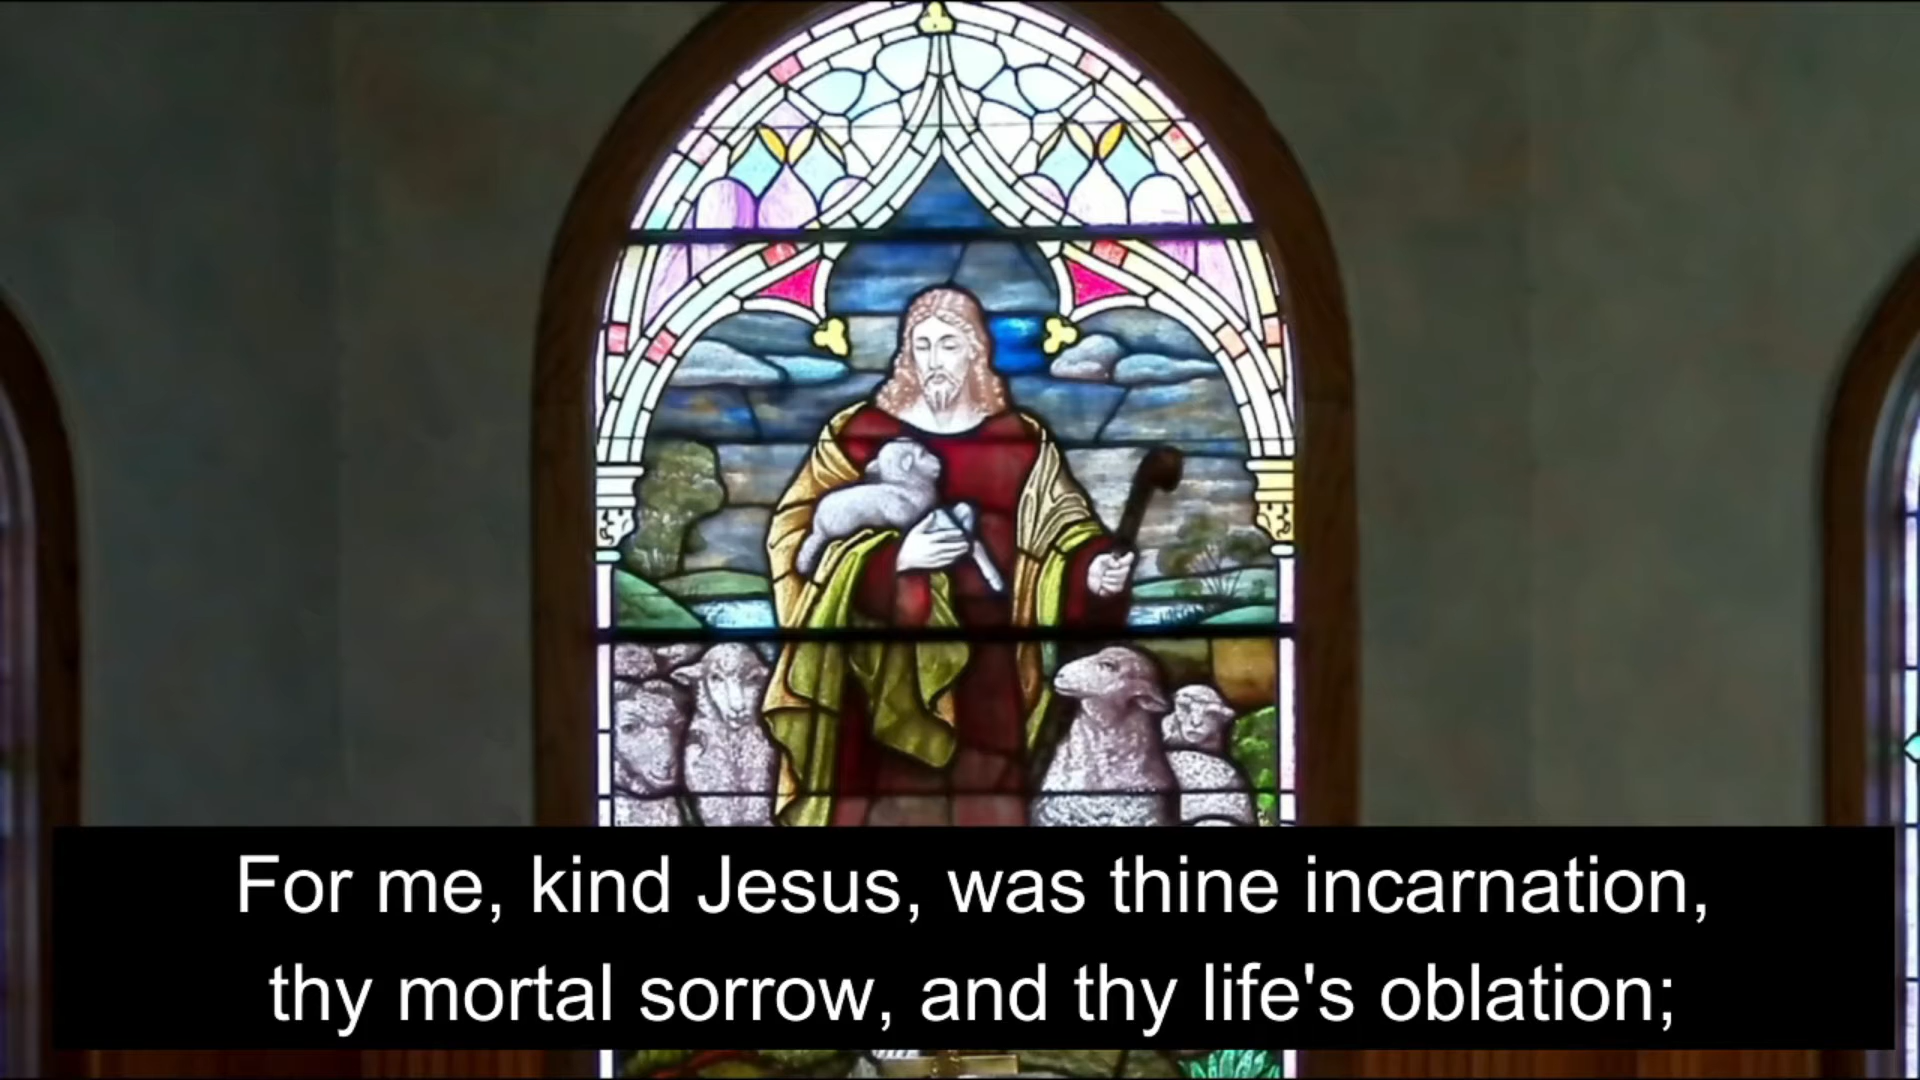 For me, kind Jesus, was thine incarnation,
thy mortal sorrow, and thy life's oblation;